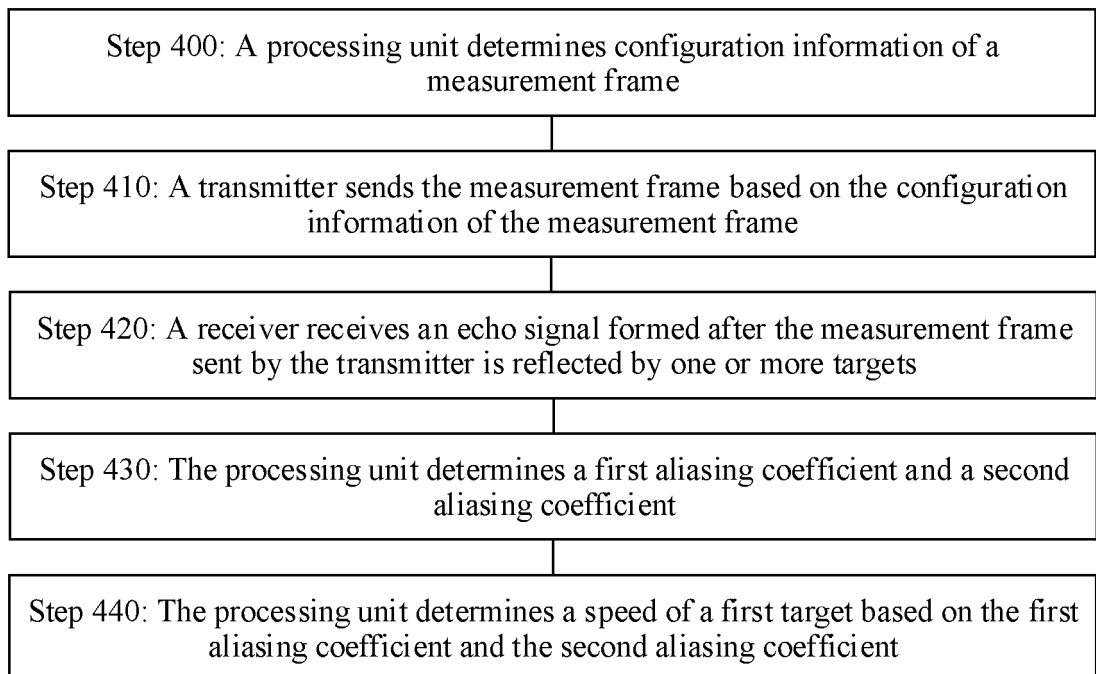 Step 400: A processing unit determines configuration information of a
measurement frame
Step 410: A transmitter sends the measurement frame based on the configuration
information of the measurement frame
Step 420: A receiver receives an echo signal formed after the measurement frame
sent by the transmitter is reflected by one or more targets
Step 430: The processing unit determines a first aliasing coefficient and a second
aliasing coefficient
Step 440: The processing unit determines a speed of a first target based on the first
aliasing coefficient and the second aliasing coefficient